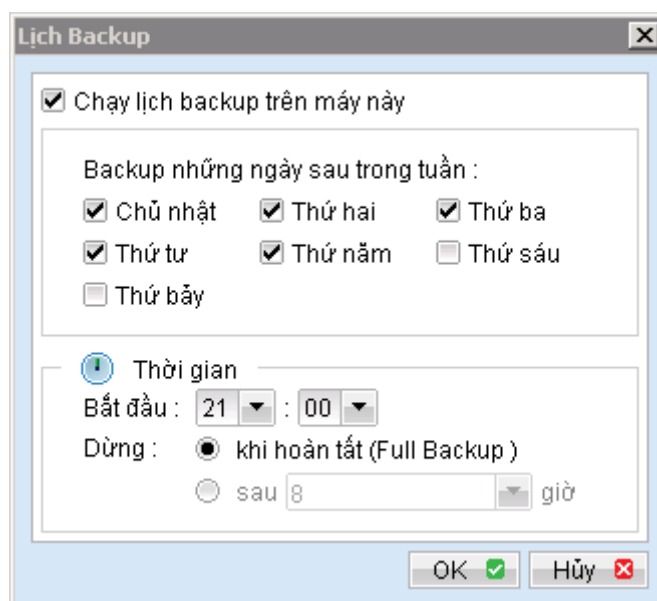 Lịch Backup
Chạy lịch backup trên máy này
Backup những ngày sau trong tuần :
Chủ nhật Thứ hai Thứ ba
Thứ tư Thứ năm Thứ sáu
Thứ bảy
Thời gian
Bắt đầu : 21 : 00
Dừng : khi hoàn tất (Full Backup )
sau 8 giờ
OK Hủy